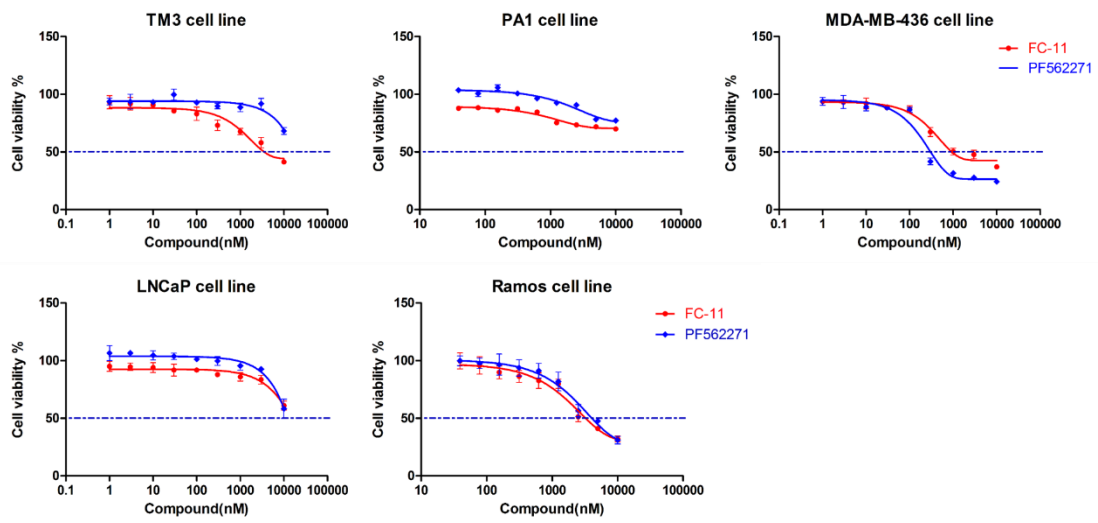 TM3 cell line
Cell viability %
150
100
50
0
0.1 1 10 100 1000 10000 100000
Compound(nM)
PA1 cell line
Cell viability %
150
100
50
0
10 100 1000 10000 100000
Compound(nM)
MDA-MB-436 cell line
FC-11
PF562271
Cell viability %
150
100
50
0
0.1 1 10 100 1000 10000 100000
Compound(nM)
LNCaP cell line
Cell viability %
150
100
50
0
0.1 1 10 100 1000 10000 100000
Compound(nM)
Ramos cell line
FC-11
PF562271
Cell viability %
150
100
50
0
10 100 1000 10000 100000
Compound(nM)